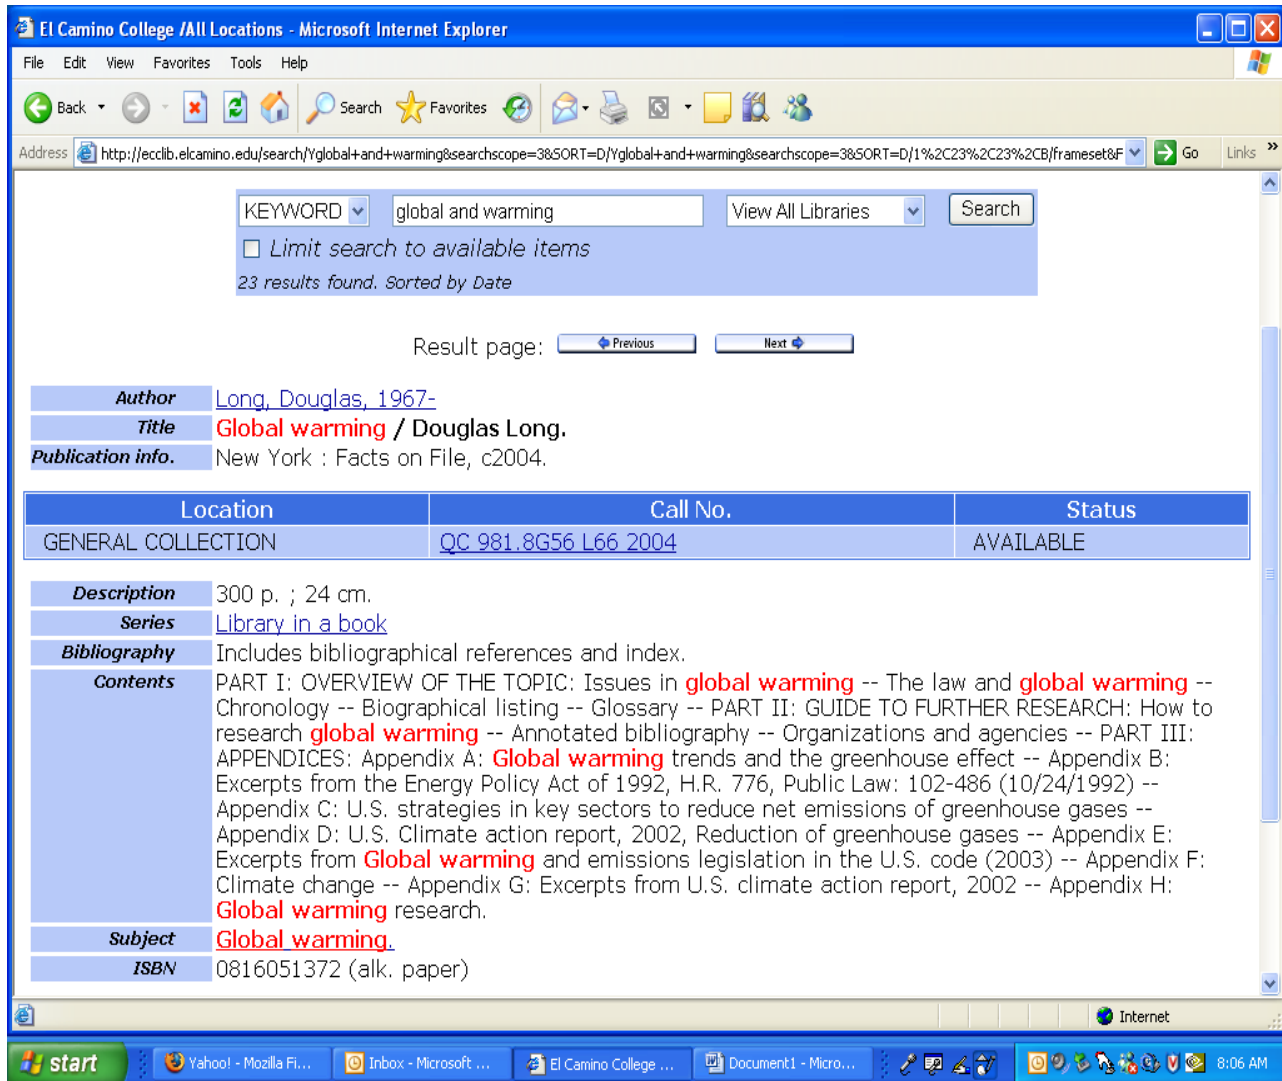 El Camino College /All Locations - Microsoft Internet Explorer
File Edit View Favorites Tools Help
Back Search Favorites
Address http://ecclib.elcamino.edu/search/Yglobal+and+warming&searchscope=3&SORT=D/Yglobal+and+warming&searchscope=3&SORT=D/1%2C23%2C23%2CB/frameset&F Go Links »
KEYWORD global and warming View All Libraries Search
Limit search to available items
23 results found. Sorted by Date
Result page: Previous Next
Author Long, Douglas, 1967-
Title Global warming / Douglas Long.
Publication info. New York : Facts on File, c2004.
Location Call No. Status
GENERAL COLLECTION QC 981.8G56 L66 2004 AVAILABLE
Description 300 p. ; 24 cm.
Series Library in a book
Bibliography Includes bibliographical references and index.
Contents PART I: OVERVIEW OF THE TOPIC: Issues in global warming -- The law and global warming --
Chronology -- Biographical listing -- Glossary -- PART II: GUIDE TO FURTHER RESEARCH: How to
research global warming -- Annotated bibliography -- Organizations and agencies -- PART III:
APPENDICES: Appendix A: Global warming trends and the greenhouse effect -- Appendix B:
Excerpts from the Energy Policy Act of 1992, H.R. 776, Public Law: 102-486 (10/24/1992) --
Appendix C: U.S. strategies in key sectors to reduce net emissions of greenhouse gases --
Appendix D: U.S. Climate action report, 2002, Reduction of greenhouse gases -- Appendix E:
Excerpts from Global warming and emissions legislation in the U.S. code (2003) -- Appendix F:
Climate change -- Appendix G: Excerpts from U.S. climate action report, 2002 -- Appendix H:
Global warming research.
Subject Global warming.
ISBN 0816051372 (alk. paper)
Internet
start Yahoo! - Mozilla Fi... Inbox - Microsoft ... El Camino College ... Document1 - Micro... 8:06 AM